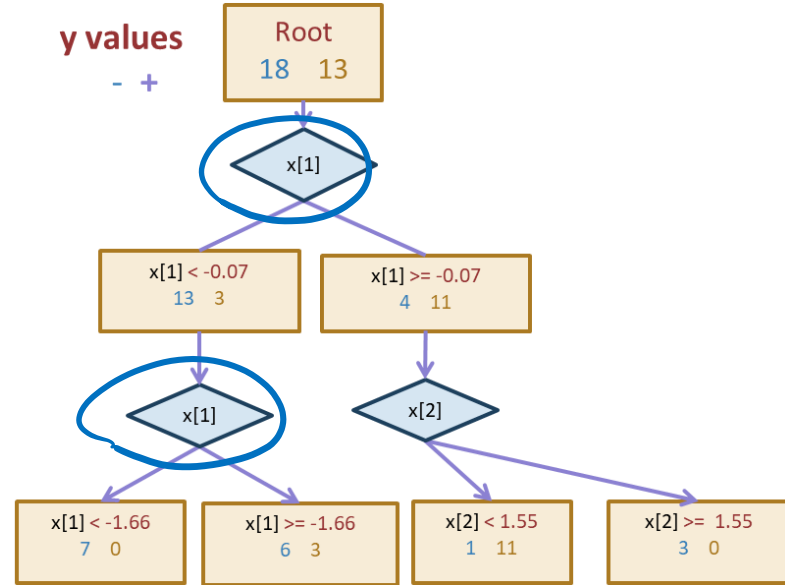 y values
- +
Root
18 13
x[1]
x[1] < -0.07
13 3
x[1] >= -0.07
4 11
x[1]
x[2]
x[1] < -1.66
7 0
x[1] >= -1.66
6 3
x[2] < 1.55
1 11
x[2] >= 1.55
3 0